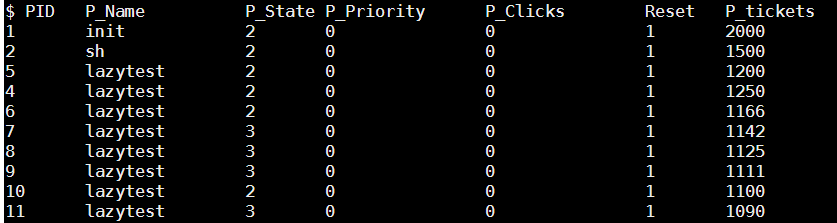 $ PID P_Name P_State P_Priority P_Clicks Reset P_tickets
1 init 2 0 0 1 2000
2 sh 2 0 0 1 1500
5 lazytest 2 0 0 1 1200
4 lazytest 2 0 0 1 1250
6 lazytest 2 0 0 1 1166
7 lazytest 3 0 0 1 1142
8 lazytest 3 0 0 1 1125
9 lazytest 3 0 0 1 1111
10 lazytest 2 0 0 1 1100
11 lazytest 3 0 0 1 1090